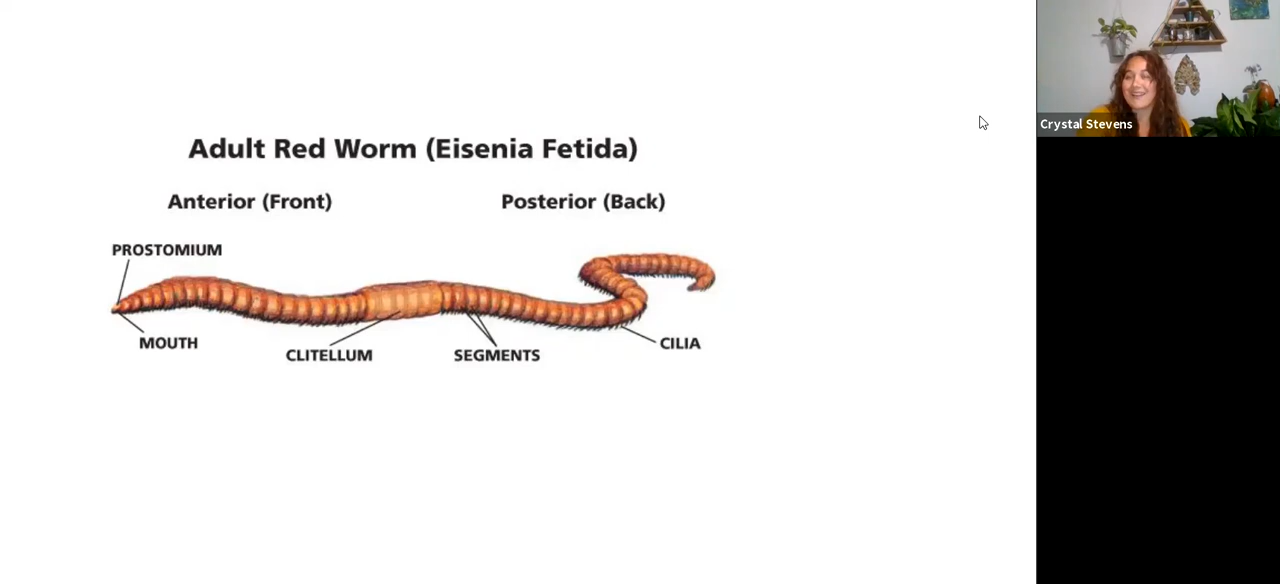 Adult Red Worm (Eisenia Fetida)
Anterior (Front)
Posterior (Back)
PROSTOMIUM
MOUTH
CLITELLUM
SEGMENTS
CILIA
Crystal Stevens